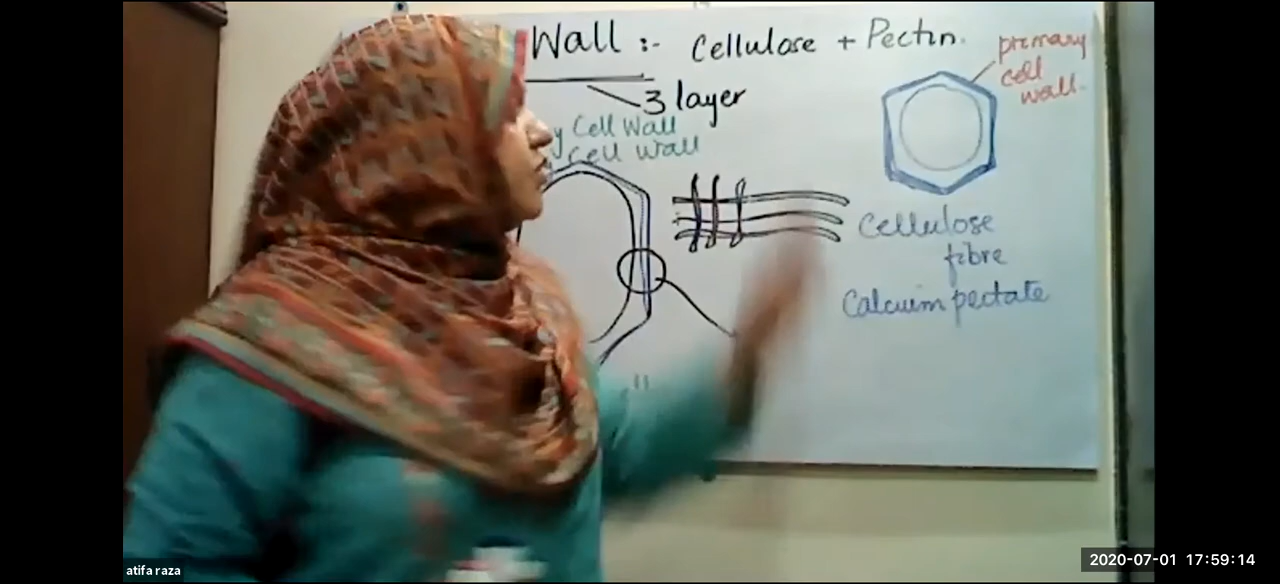 Wall :- Cellulose + Pectin.
3 layer
y Cell Wall
Cell Wall
primary
cell
wall.
Cellulose
fibre
Calcuim pectate
atifa raza
2020-07-01 17:59:14